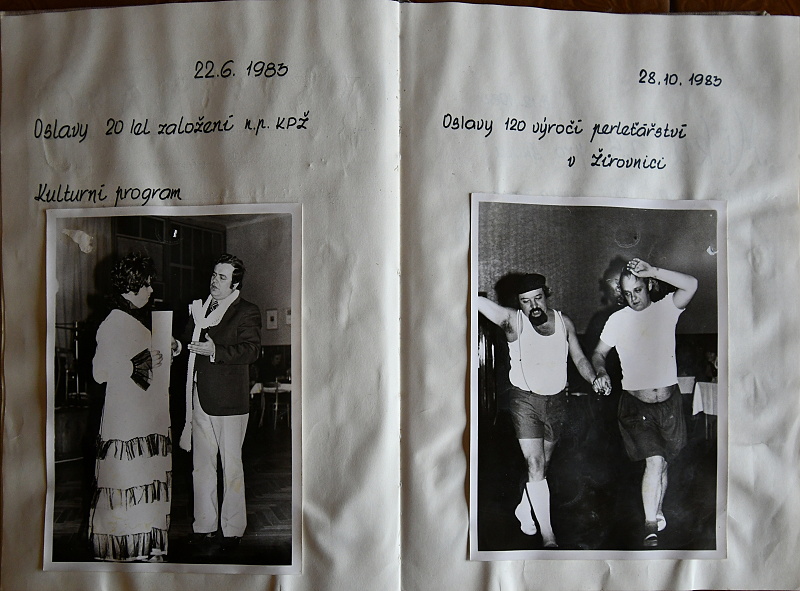 22.6. 1983
Oslavy 20 let založení n.p. KPŽ
Kulturní program
28.10. 1983
Oslavy 120 výročí perleťářství
v Žirovnici